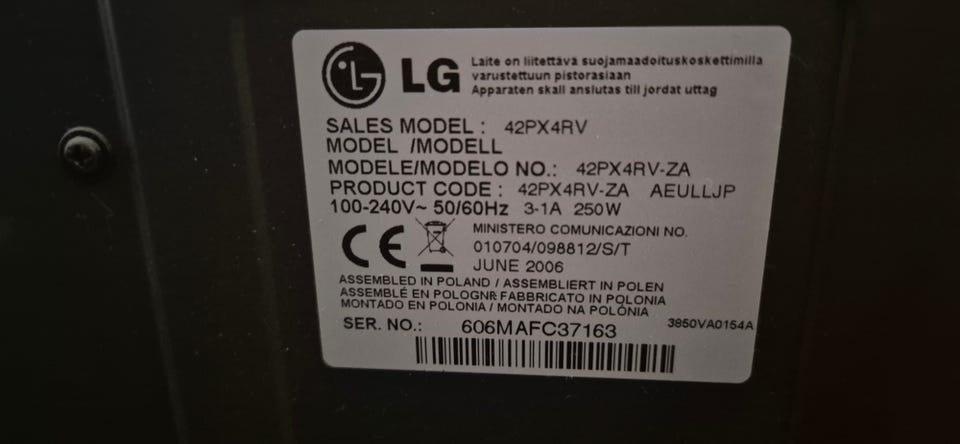 LG
Laite on liitettävä suojamaadoituskoskettimilla
varustettuun pistorasiaan
Apparaten skall anslutas till jordat uttag
SALES MODEL : 42PX4RV
MODEL /MODELL
MODELE/MODELO NO.: 42PX4RV-ZA
PRODUCT CODE : 42PX4RV-ZA AEULLJP
100-240V~ 50/60Hz 3-1A 250W
CE
MINISTERO COMUNICAZIONI NO.
010704/098812/S/T
JUNE 2006
ASSEMBLED IN POLAND / ASSEMBLIERT IN POLEN
ASSEMBLÉ EN POLOGNR FABBRICATO IN POLONIA
MONTADO EN POLONIA / MONTADO NA POLÓNIA
SER. NO.: 606MAFC37163
3850VA0154A